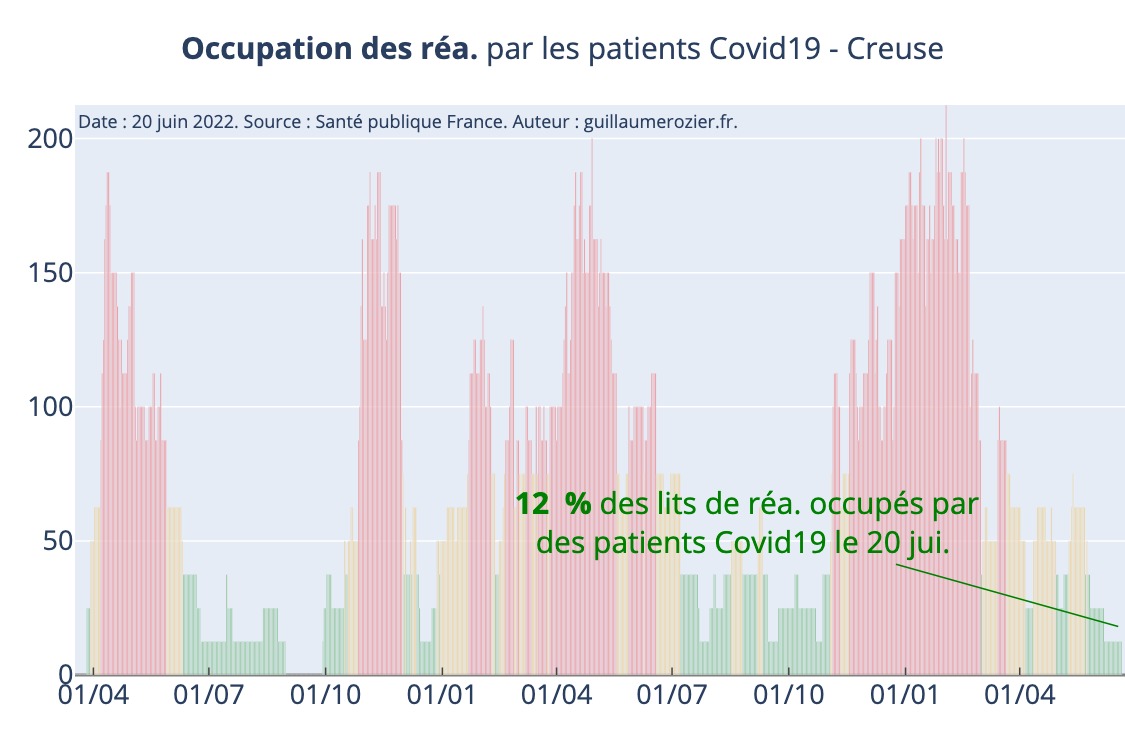 Occupation des réa. par les patients Covid19 - Creuse
Date : 20 juin 2022. Source : Santé publique France. Auteur : guillaumerozier.fr.
200
150
100
50
0
12 % des lits de réa. occupés par
des patients Covid19 le 20 jui.
01/04 01/07 01/10 01/01 01/04 01/07 01/10 01/01 01/04